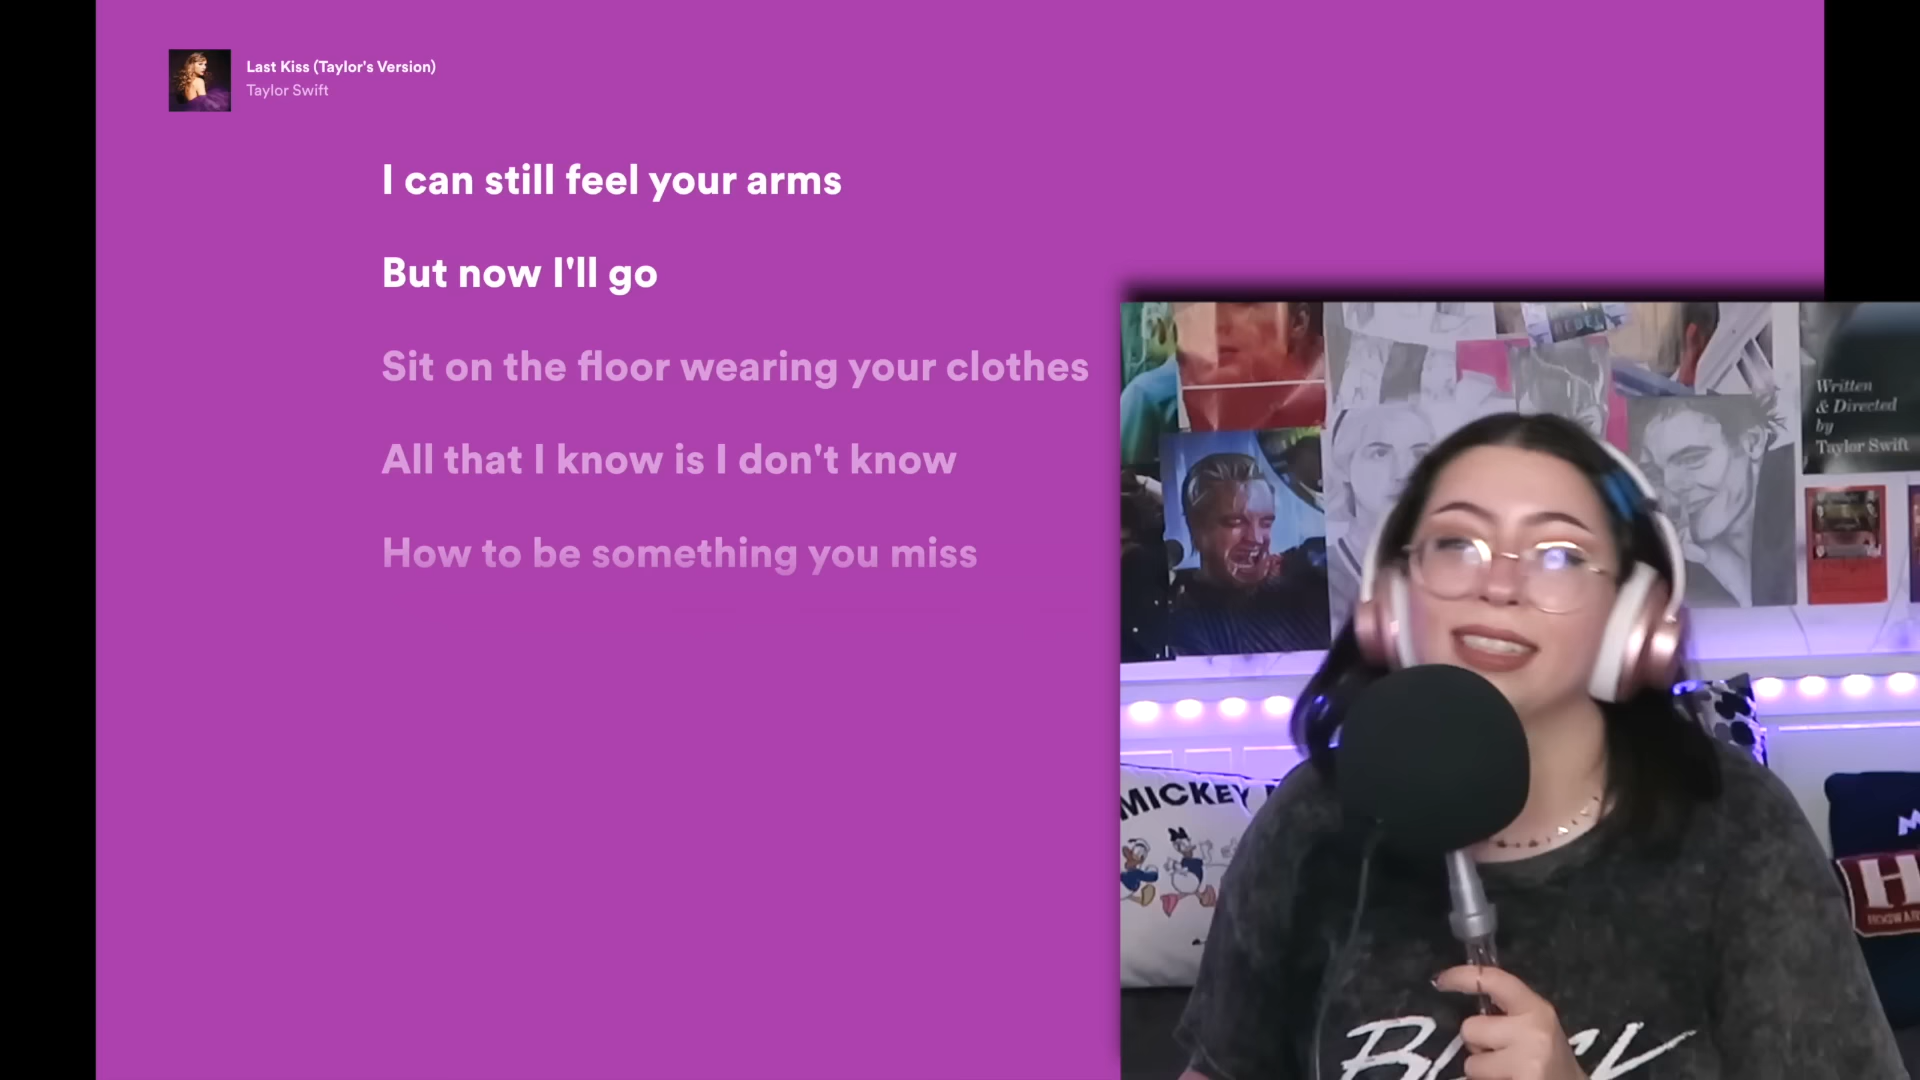 Last Kiss (Taylor's Version)
Taylor Swift
I can still feel your arms
But now I'll go
Sit on the floor wearing your clothes
All that I know is I don't know
How to be something you miss
Written
& Directed
by
Taylor Swift
MICKEY
H